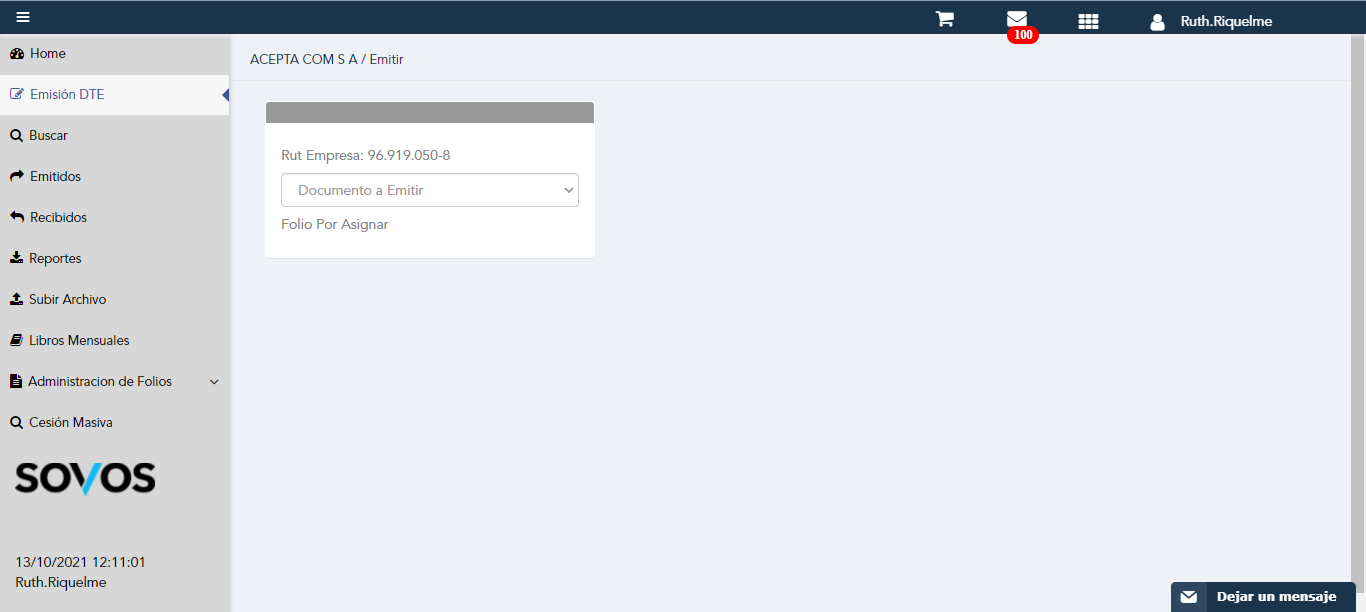 Ruth.Riquelme
100
Home
Emisión DTE
Buscar
Emitidos
Recibidos
Reportes
Subir Archivo
Libros Mensuales
Administracion de Folios
Cesión Masiva
SOVOS
13/10/2021 12:11:01
Ruth.Riquelme
ACEPTA COM S A / Emitir
Rut Empresa: 96.919.050-8
Documento a Emitir
Folio Por Asignar
Dejar un mensaje